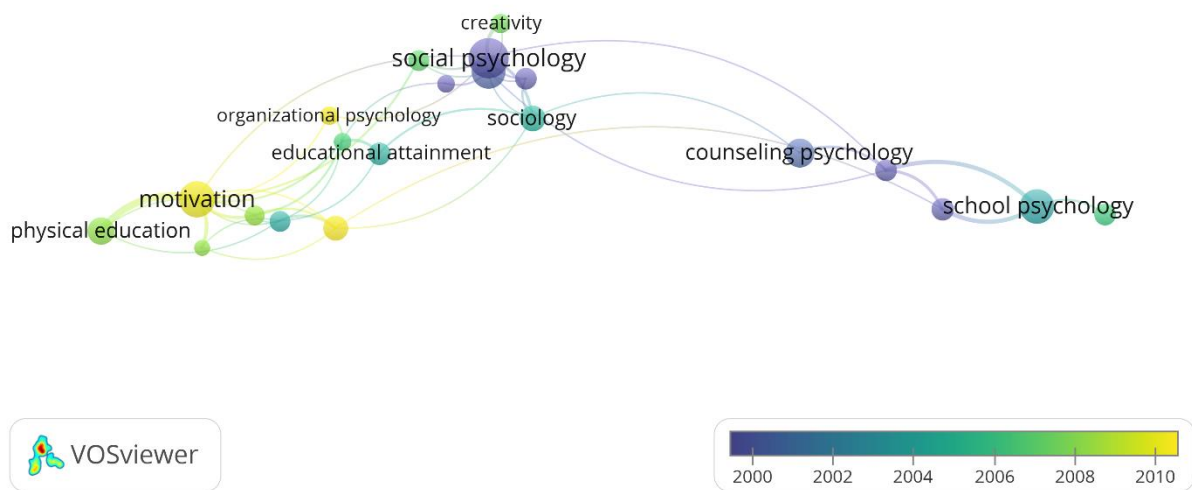 creativity
social psychology
organizational psychology
sociology
educational attainment
counseling psychology
motivation
school psychology
physical education
VOSviewer
2000 2002 2004 2006 2008 2010